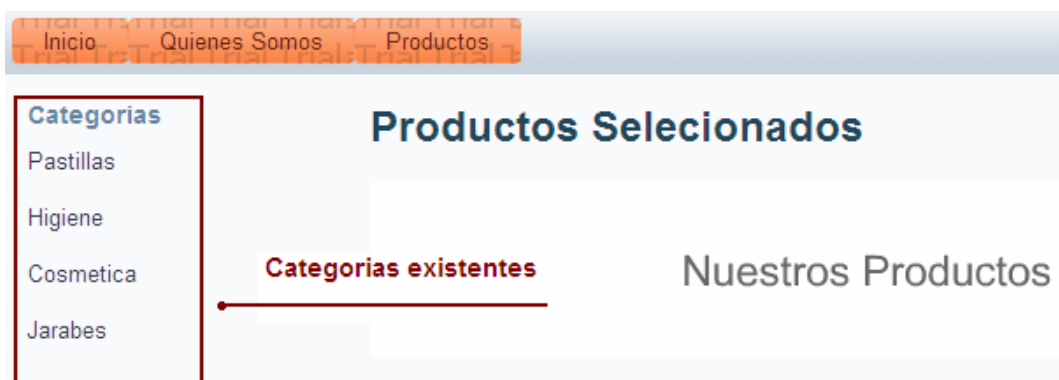 Inicio Quienes Somos Productos
Categorias
Pastillas
Higiene
Cosmetica
Jarabes
Productos Selecionados
Categorias existentes
Nuestros Productos